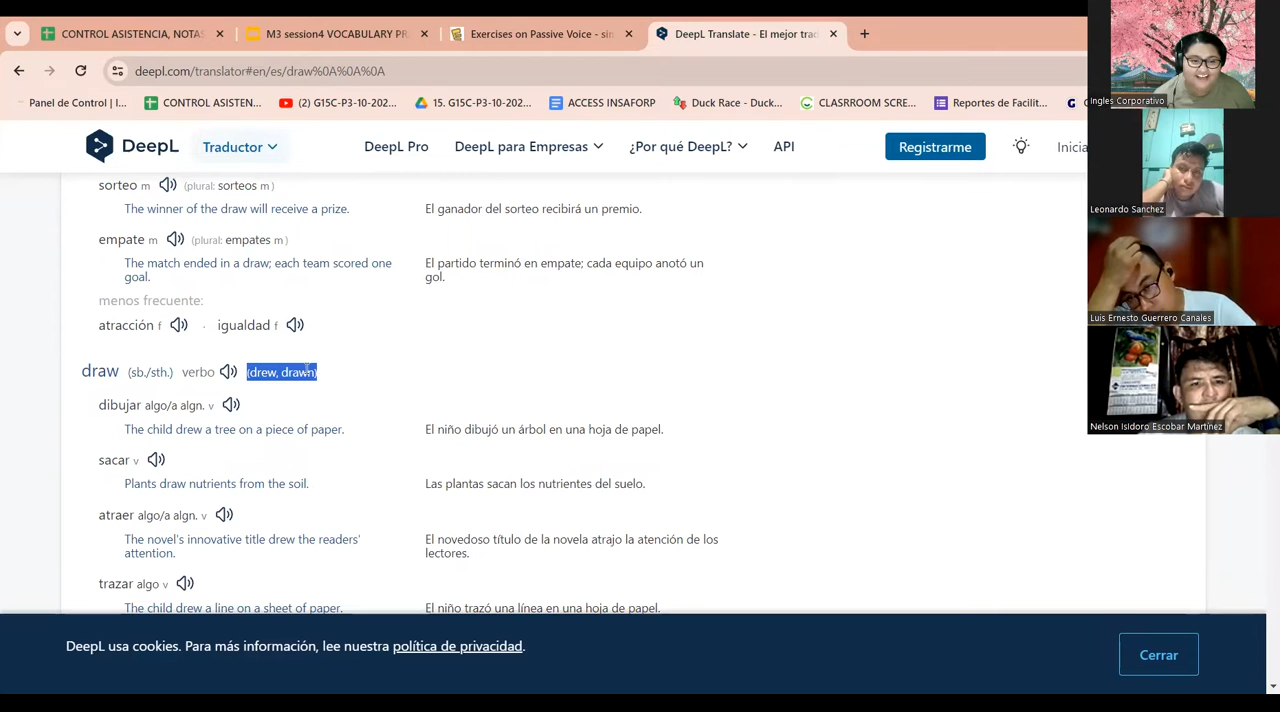 CONTROL ASISTENCIA, NOTAS
M3 session4 VOCABULARY PR
Exercises on Passive Voice - sin
DeepL Translate - El mejor trad
deepl.com/translator#en/es/draw%0A%0A%0A
Panel de Control | I...
CONTROL ASISTEN...
(2) G15C-P3-10-202...
15. G15C-P3-10-202...
ACCESS INSAFORP
Duck Race - Duck...
CLASRROOM SCRE...
Reportes de Facilit...
DeepL
Traductor
DeepL Pro
DeepL para Empresas
¿Por qué DeepL?
API
Registrarme
Inicia
sorteo m (plural: sorteos m )
The winner of the draw will receive a prize. El ganador del sorteo recibirá un premio.
empate m (plural: empates m )
The match ended in a draw; each team scored one El partido terminó en empate; cada equipo anotó un
goal. gol.
menos frecuente:
atracción f · igualdad f
draw (sb./sth.) verbo (drew, drawn)
dibujar algo/a algn. v
The child drew a tree on a piece of paper. El niño dibujó un árbol en una hoja de papel.
sacar v
Plants draw nutrients from the soil. Las plantas sacan los nutrientes del suelo.
atraer algo/a algn. v
The novel's innovative title drew the readers' El novedoso título de la novela atrajo la atención de los
attention. lectores.
trazar algo v
The child drew a line on a sheet of paper. El niño trazó una línea en una hoja de papel.
DeepL usa cookies. Para más información, lee nuestra política de privacidad.
Cerrar
Ingles Corporativo
Leonardo Sanchez
Luis Ernesto Guerrero Canales
Nelson Isidoro Escobar Martínez